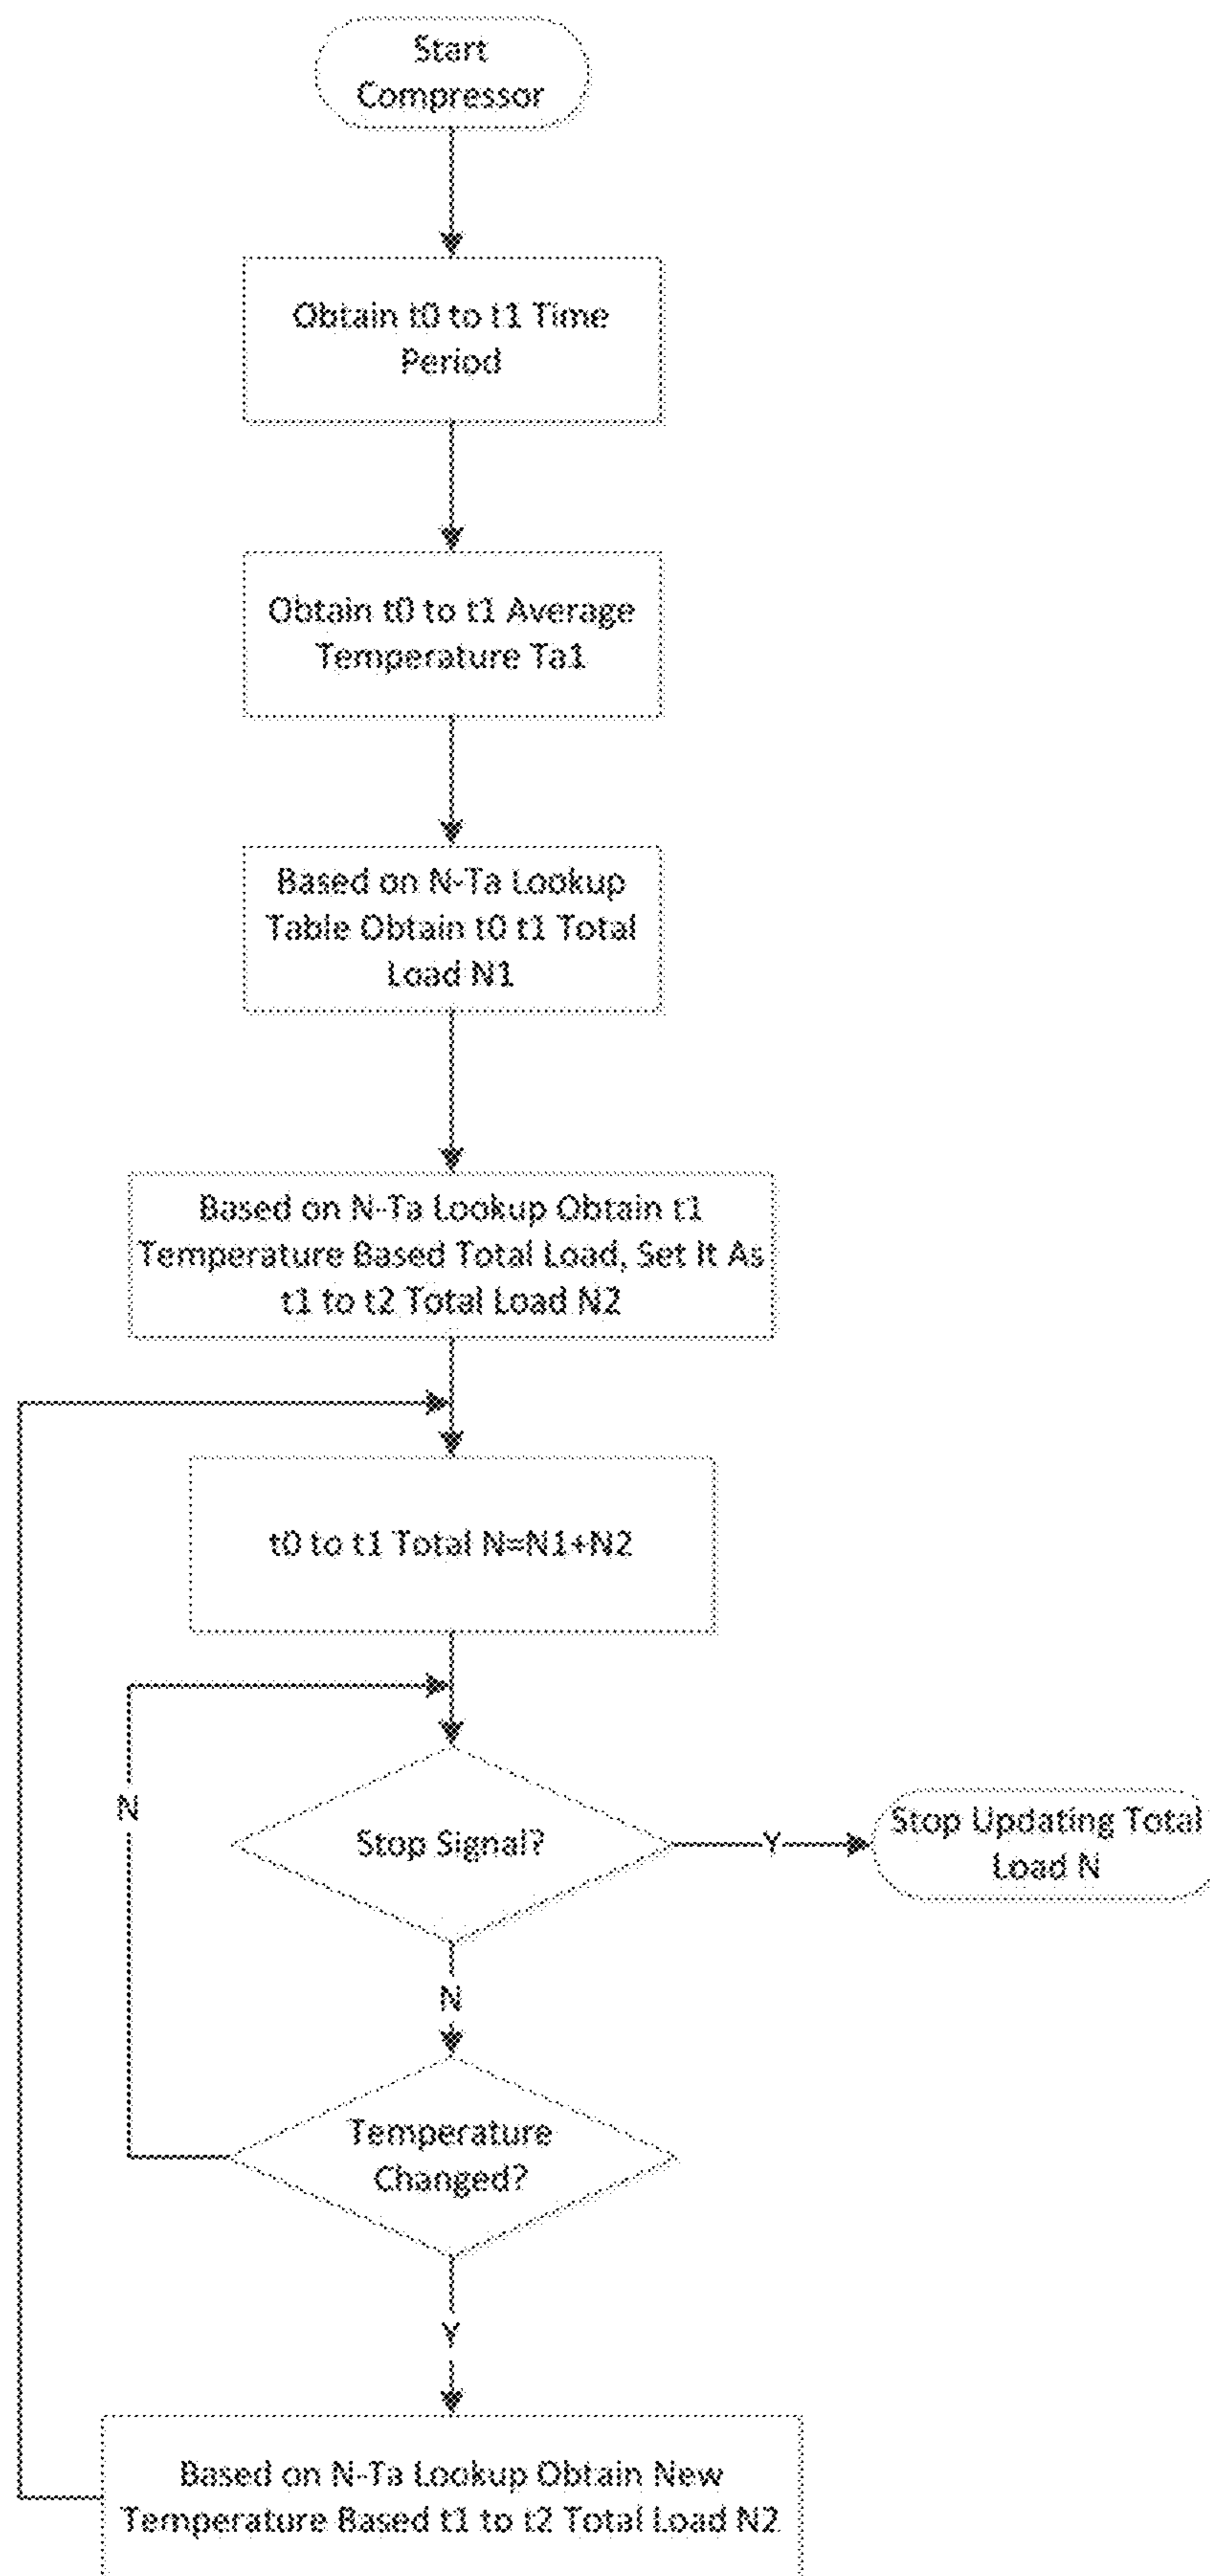 Start
Compressor
Obtain t0 to t1 Time
Period
Obtain t0 to t1 Average
Temperature Ta1
Based on N-Ta Lookup
Table Obtain t0 t1 Total
Load N1
Based on N-Ta Lookup Obtain t1
Temperature Based Total Load, Set It As
t1 to t2 Total Load N2
t0 to t1 Total N=N1+N2
N
Stop Signal?
Y
Stop Updating Total
Load N
N
Temperature
Changed?
Y
Based on N-Ta Lookup Obtain New
Temperature Based t1 to t2 Total Load N2